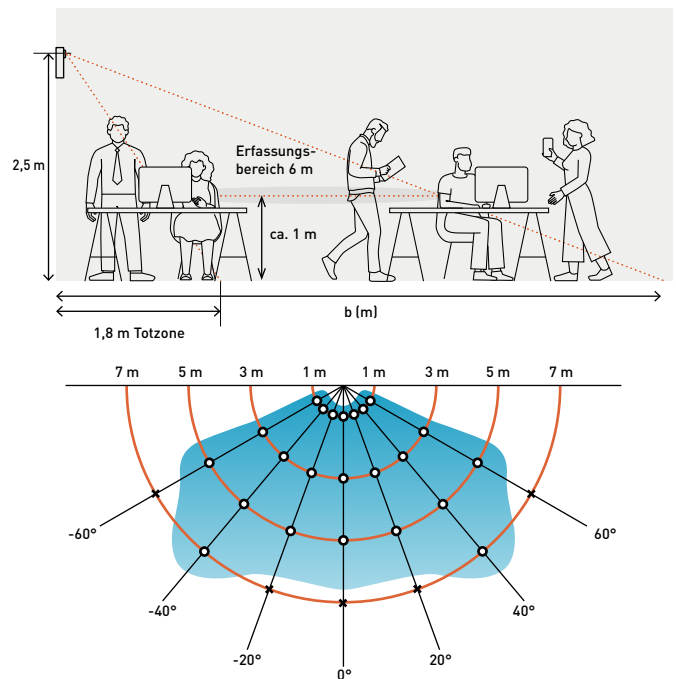 2,5 m
Erfassungs-
bereich 6 m
ca. 1 m
b (m)
1,8 m Totzone
7 m 5 m 3 m 1 m 1 m 3 m 5 m 7 m
-60° 60°
-40° 40°
-20° 20°
0°